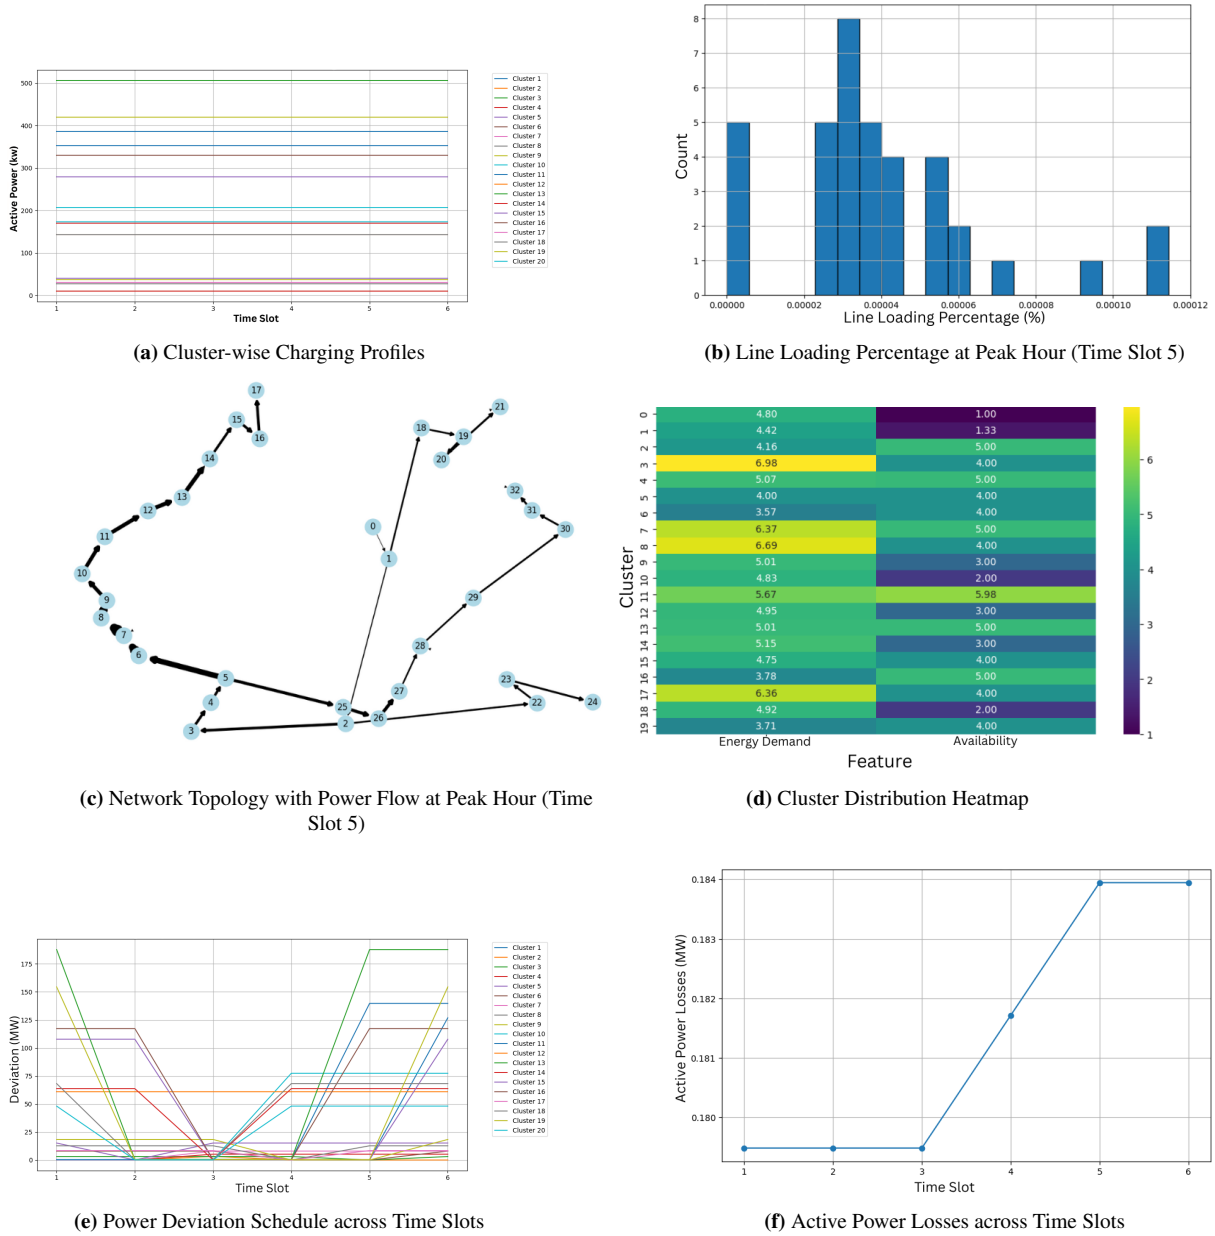 500
400
300
200
100
0
Active Power (kw)
1 2 3 4 5 6
Time Slot
Cluster 1
Cluster 2
Cluster 3
Cluster 4
Cluster 5
Cluster 6
Cluster 7
Cluster 8
Cluster 9
Cluster 10
Cluster 11
Cluster 12
Cluster 13
Cluster 14
Cluster 15
Cluster 16
Cluster 17
Cluster 18
Cluster 19
Cluster 20
(a) Cluster-wise Charging Profiles
8
7
6
5
4
3
2
1
0
Count
0.00000 0.00002 0.00004 0.00006 0.00008 0.00010 0.00012
Line Loading Percentage (%)
(b) Line Loading Percentage at Peak Hour (Time Slot 5)
17
15
16
14
13
12
11
10
9
8
7
6
5
4
3
0
1
18
19
20
21
32
31
30
29
28
27
25
2
26
23
22
24
(c) Network Topology with Power Flow at Peak Hour (Time
Slot 5)
Cluster
0 4.80 1.00
1 4.42 1.33
2 4.16 5.00
3 6.98 4.00
4 5.07 5.00
5 4.00 4.00
6 3.57 4.00
7 6.37 5.00
8 6.69 4.00
9 5.01 3.00
10 4.83 2.00
11 5.67 5.98
12 4.95 3.00
13 5.01 5.00
14 5.15 3.00
15 4.75 4.00
16 3.78 5.00
17 6.36 4.00
18 4.92 2.00
19 3.71 4.00
Energy Demand Availability
Feature
6
5
4
3
2
1
(d) Cluster Distribution Heatmap
175
150
125
100
75
50
25
0
Deviation (MW)
1 2 3 4 5 6
Time Slot
Cluster 1
Cluster 2
Cluster 3
Cluster 4
Cluster 5
Cluster 6
Cluster 7
Cluster 8
Cluster 9
Cluster 10
Cluster 11
Cluster 12
Cluster 13
Cluster 14
Cluster 15
Cluster 16
Cluster 17
Cluster 18
Cluster 19
Cluster 20
(e) Power Deviation Schedule across Time Slots
0.184
0.183
0.182
0.181
0.180
Active Power Losses (MW)
1 2 3 4 5 6
Time Slot
(f) Active Power Losses across Time Slots